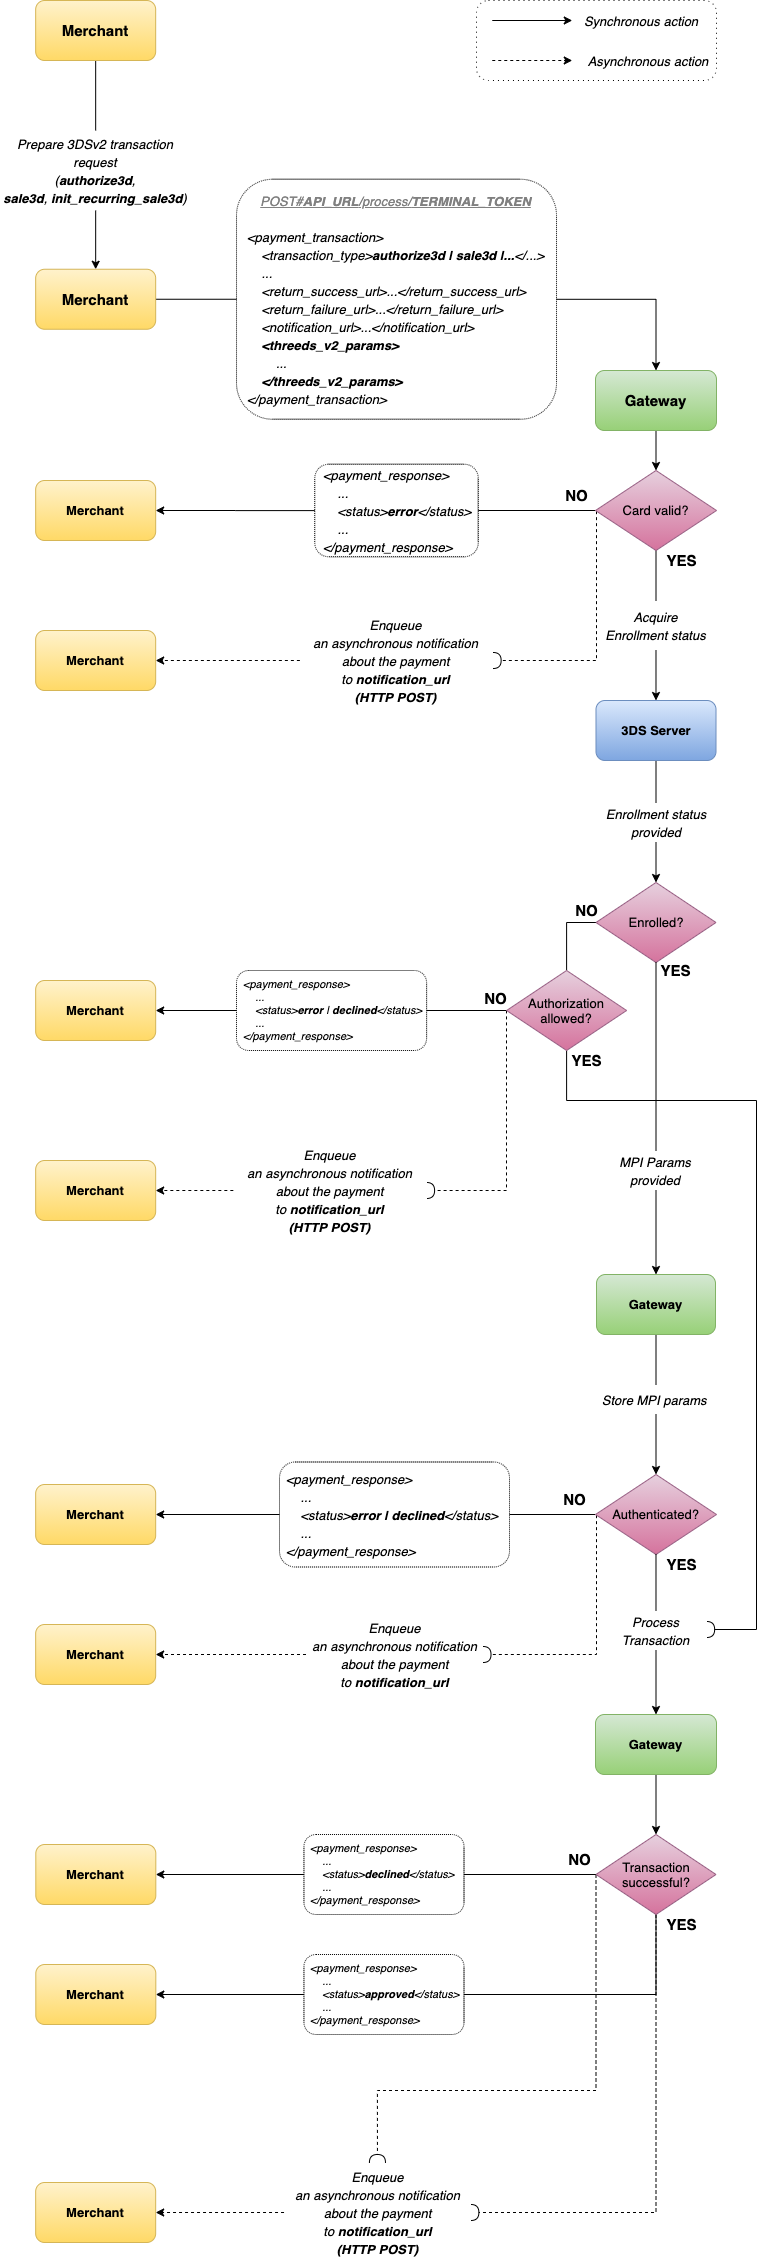 Merchant
Synchronous action
Asynchronous action
Prepare 3DSv2 transaction
request
(authorize3d,
sale3d, init_recurring_sale3d)
Merchant
POST#API_URL/process/TERMINAL_TOKEN
<payment_transaction>
<transaction_type>authorize3d | sale3d |...</...>
...
<return_success_url>...</return_success_url>
<return_failure_url>...</return_failure_url>
<notification_url>...</notification_url>
<threeds_v2_params>
...
</threeds_v2_params>
</payment_transaction>
Gateway
Card valid?
NO
YES
<payment_response>
...
<status>error</status>
...
</payment_response>
Merchant
Acquire
Enrollment status
Enqueue
an asynchronous notification
about the payment
to notification_url
(HTTP POST)
Merchant
3DS Server
Enrollment status
provided
Enrolled?
NO
YES
Authorization
allowed?
NO
YES
<payment_response>
...
<status>error | declined</status>
...
</payment_response>
Merchant
Enqueue
an asynchronous notification
about the payment
to notification_url
(HTTP POST)
Merchant
MPI Params
provided
Gateway
Store MPI params
Authenticated?
NO
YES
<payment_response>
...
<status>error | declined</status>
...
</payment_response>
Merchant
Process
Transaction
Enqueue
an asynchronous notification
about the payment
to notification_url
Merchant
Gateway
Transaction
successful?
NO
YES
<payment_response>
...
<status>declined</status>
...
</payment_response>
Merchant
<payment_response>
...
<status>approved</status>
...
</payment_response>
Merchant
Enqueue
an asynchronous notification
about the payment
to notification_url
(HTTP POST)
Merchant